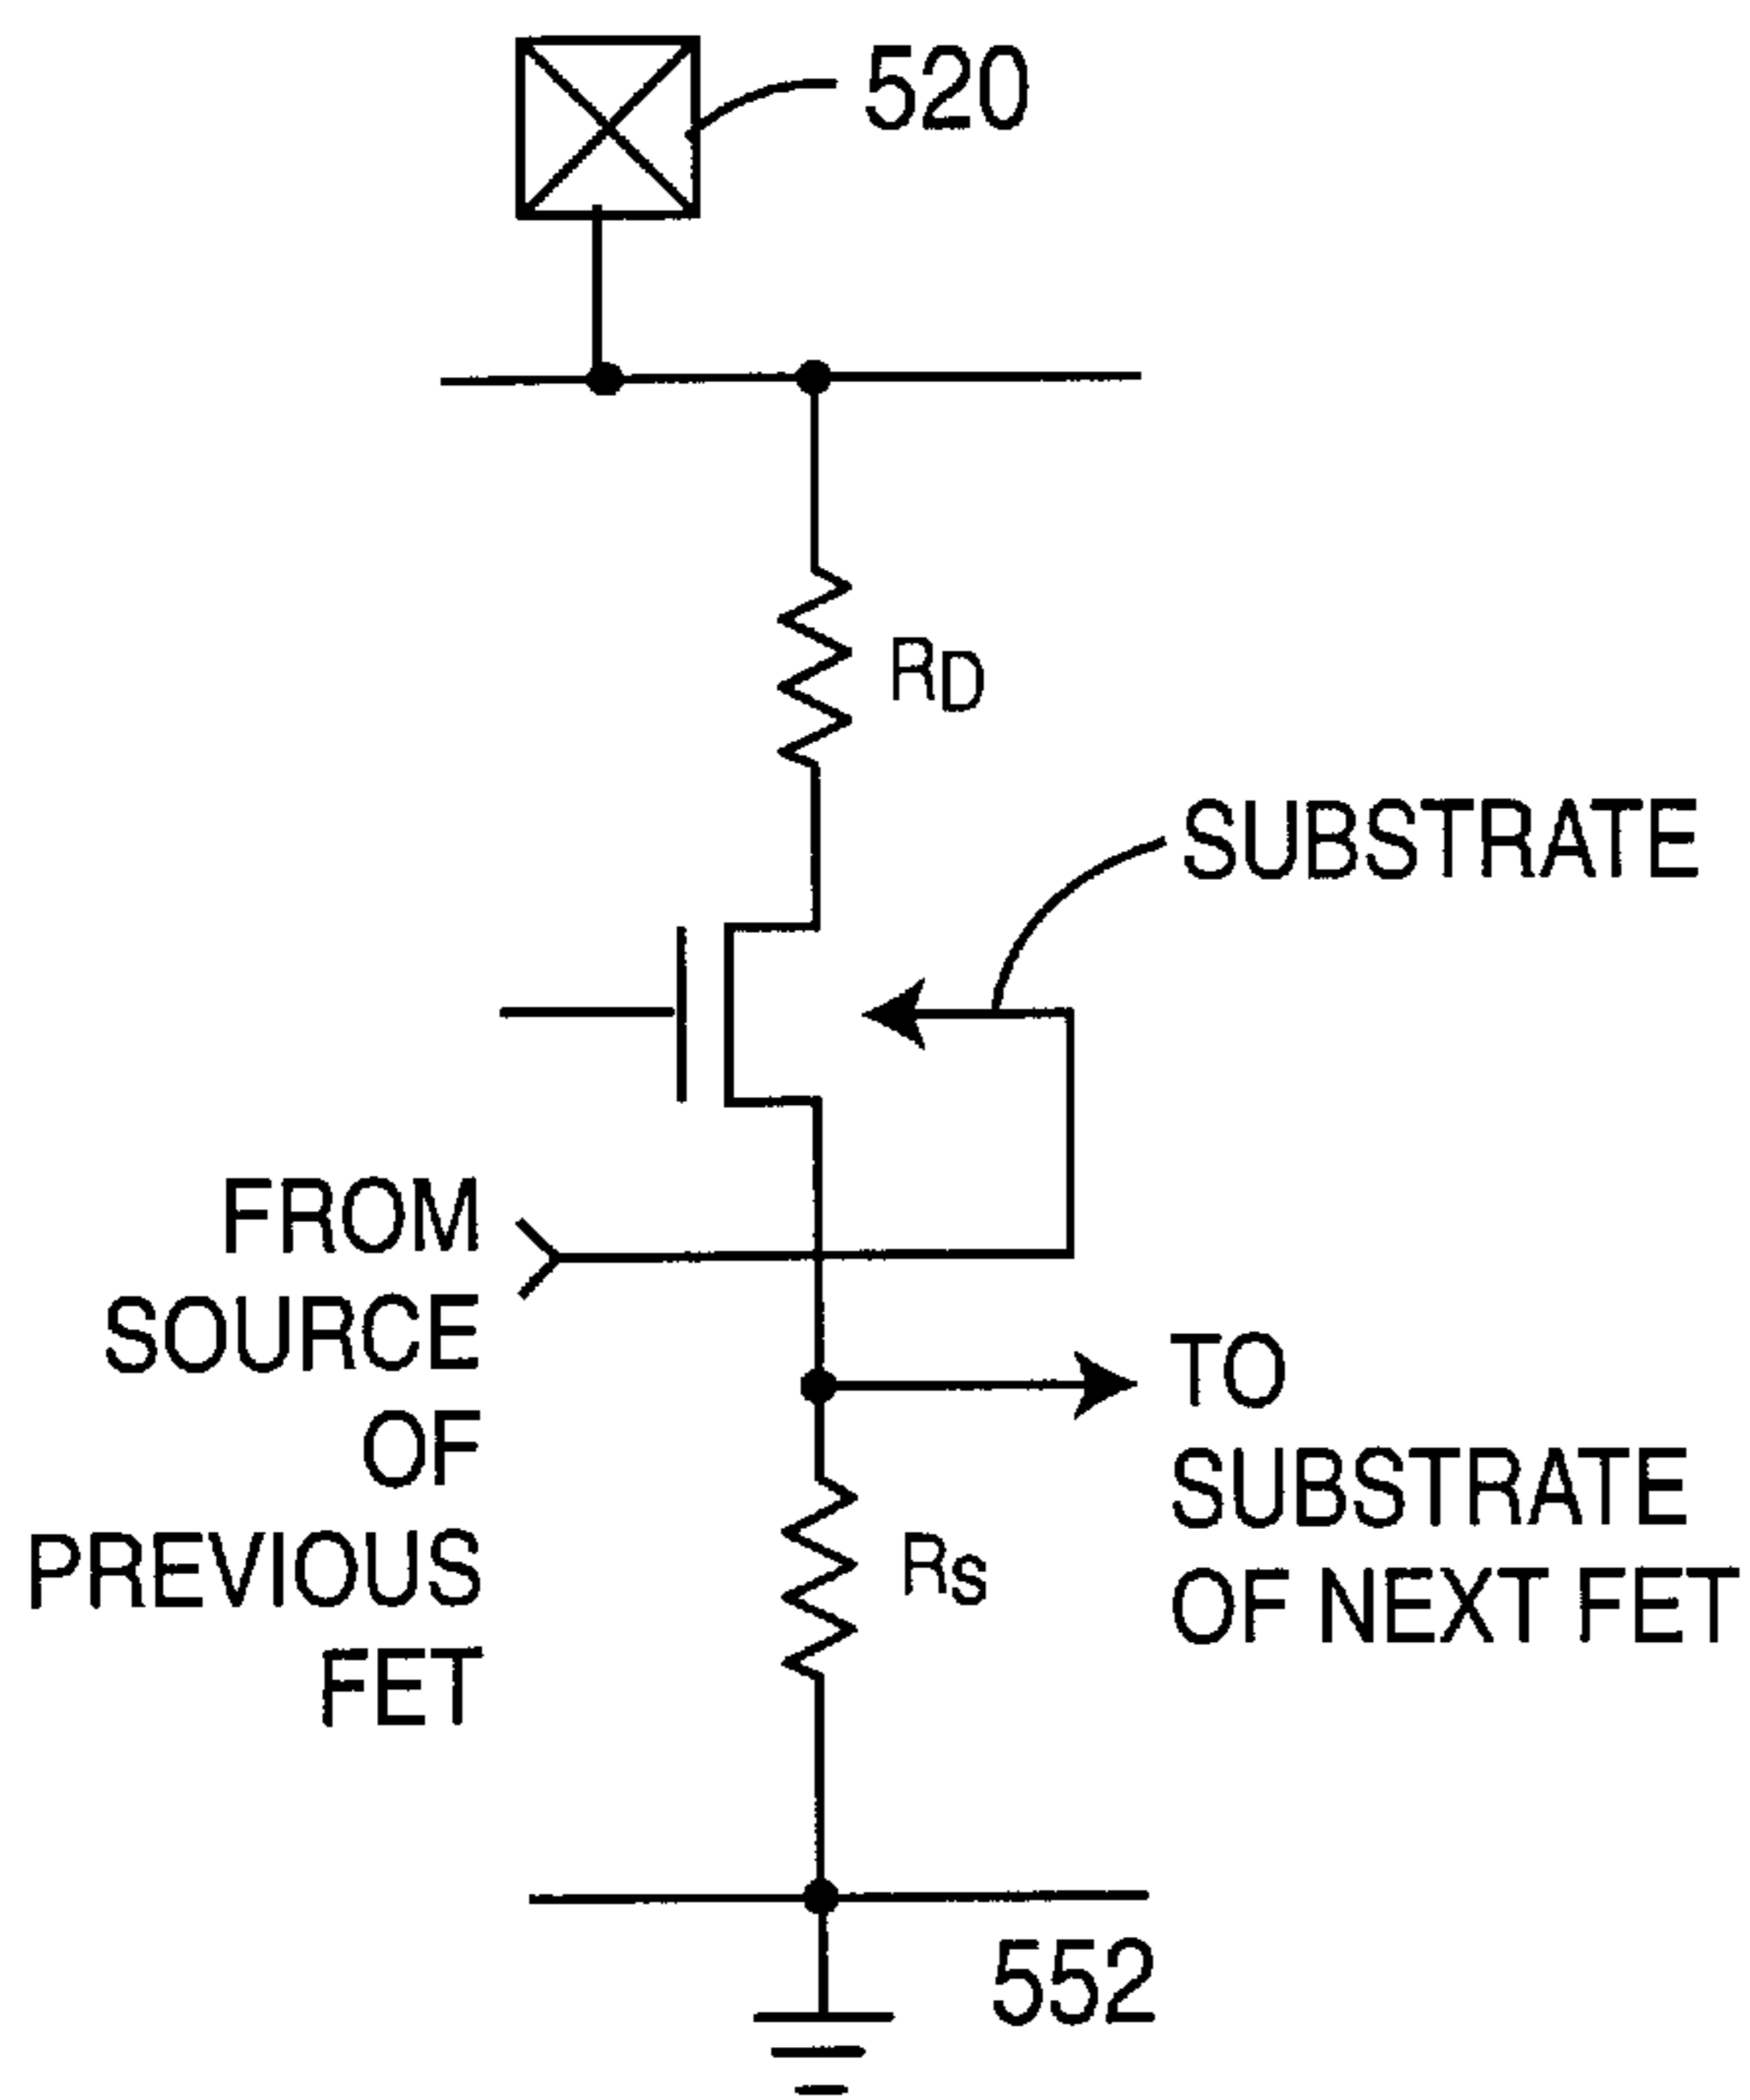 520
RD
SUBSTRATE
FROM
SOURCE
OF
PREVIOUS
FET
TO
SUBSTRATE
OF NEXT FET
RS
552